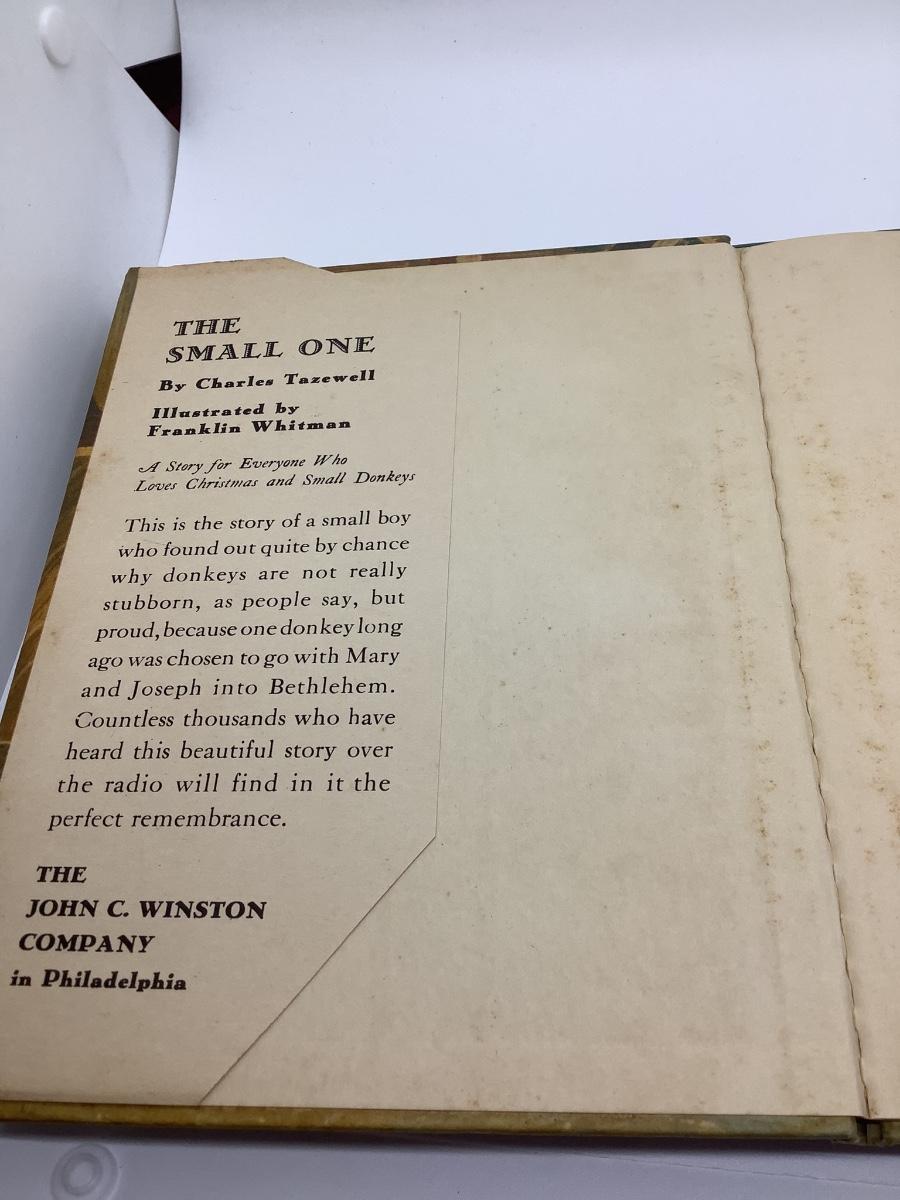 THE
SMALL ONE
By Charles Tazewell
Illustrated by
Franklin Whitman
A Story for Everyone Who
Loves Christmas and Small Donkeys
This is the story of a small boy
who found out quite by chance
why donkeys are not really
stubborn, as people say, but
proud, because one donkey long
ago was chosen to go with Mary
and Joseph into Bethlehem.
Countless thousands who have
heard this beautiful story over
the radio will find in it the
perfect remembrance.
THE
JOHN C. WINSTON
COMPANY
in Philadelphia